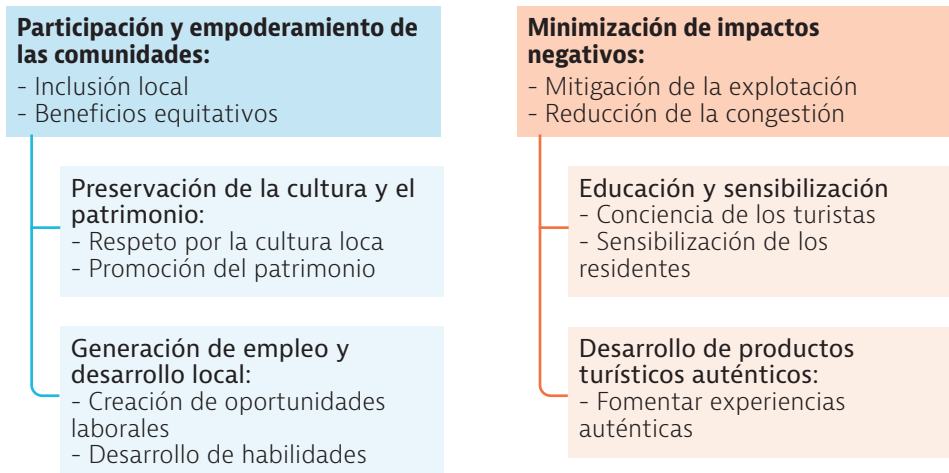 Participación y empoderamiento de
las comunidades:
- Inclusión local
- Beneficios equitativos
Preservación de la cultura y el
patrimonio:
- Respeto por la cultura loca
- Promoción del patrimonio
Generación de empleo y
desarrollo local:
- Creación de oportunidades
laborales
- Desarrollo de habilidades
Minimización de impactos
negativos:
- Mitigación de la explotación
- Reducción de la congestión
Educación y sensibilización
- Conciencia de los turistas
- Sensibilización de los
residentes
Desarrollo de productos
turísticos auténticos:
- Fomentar experiencias
auténticas